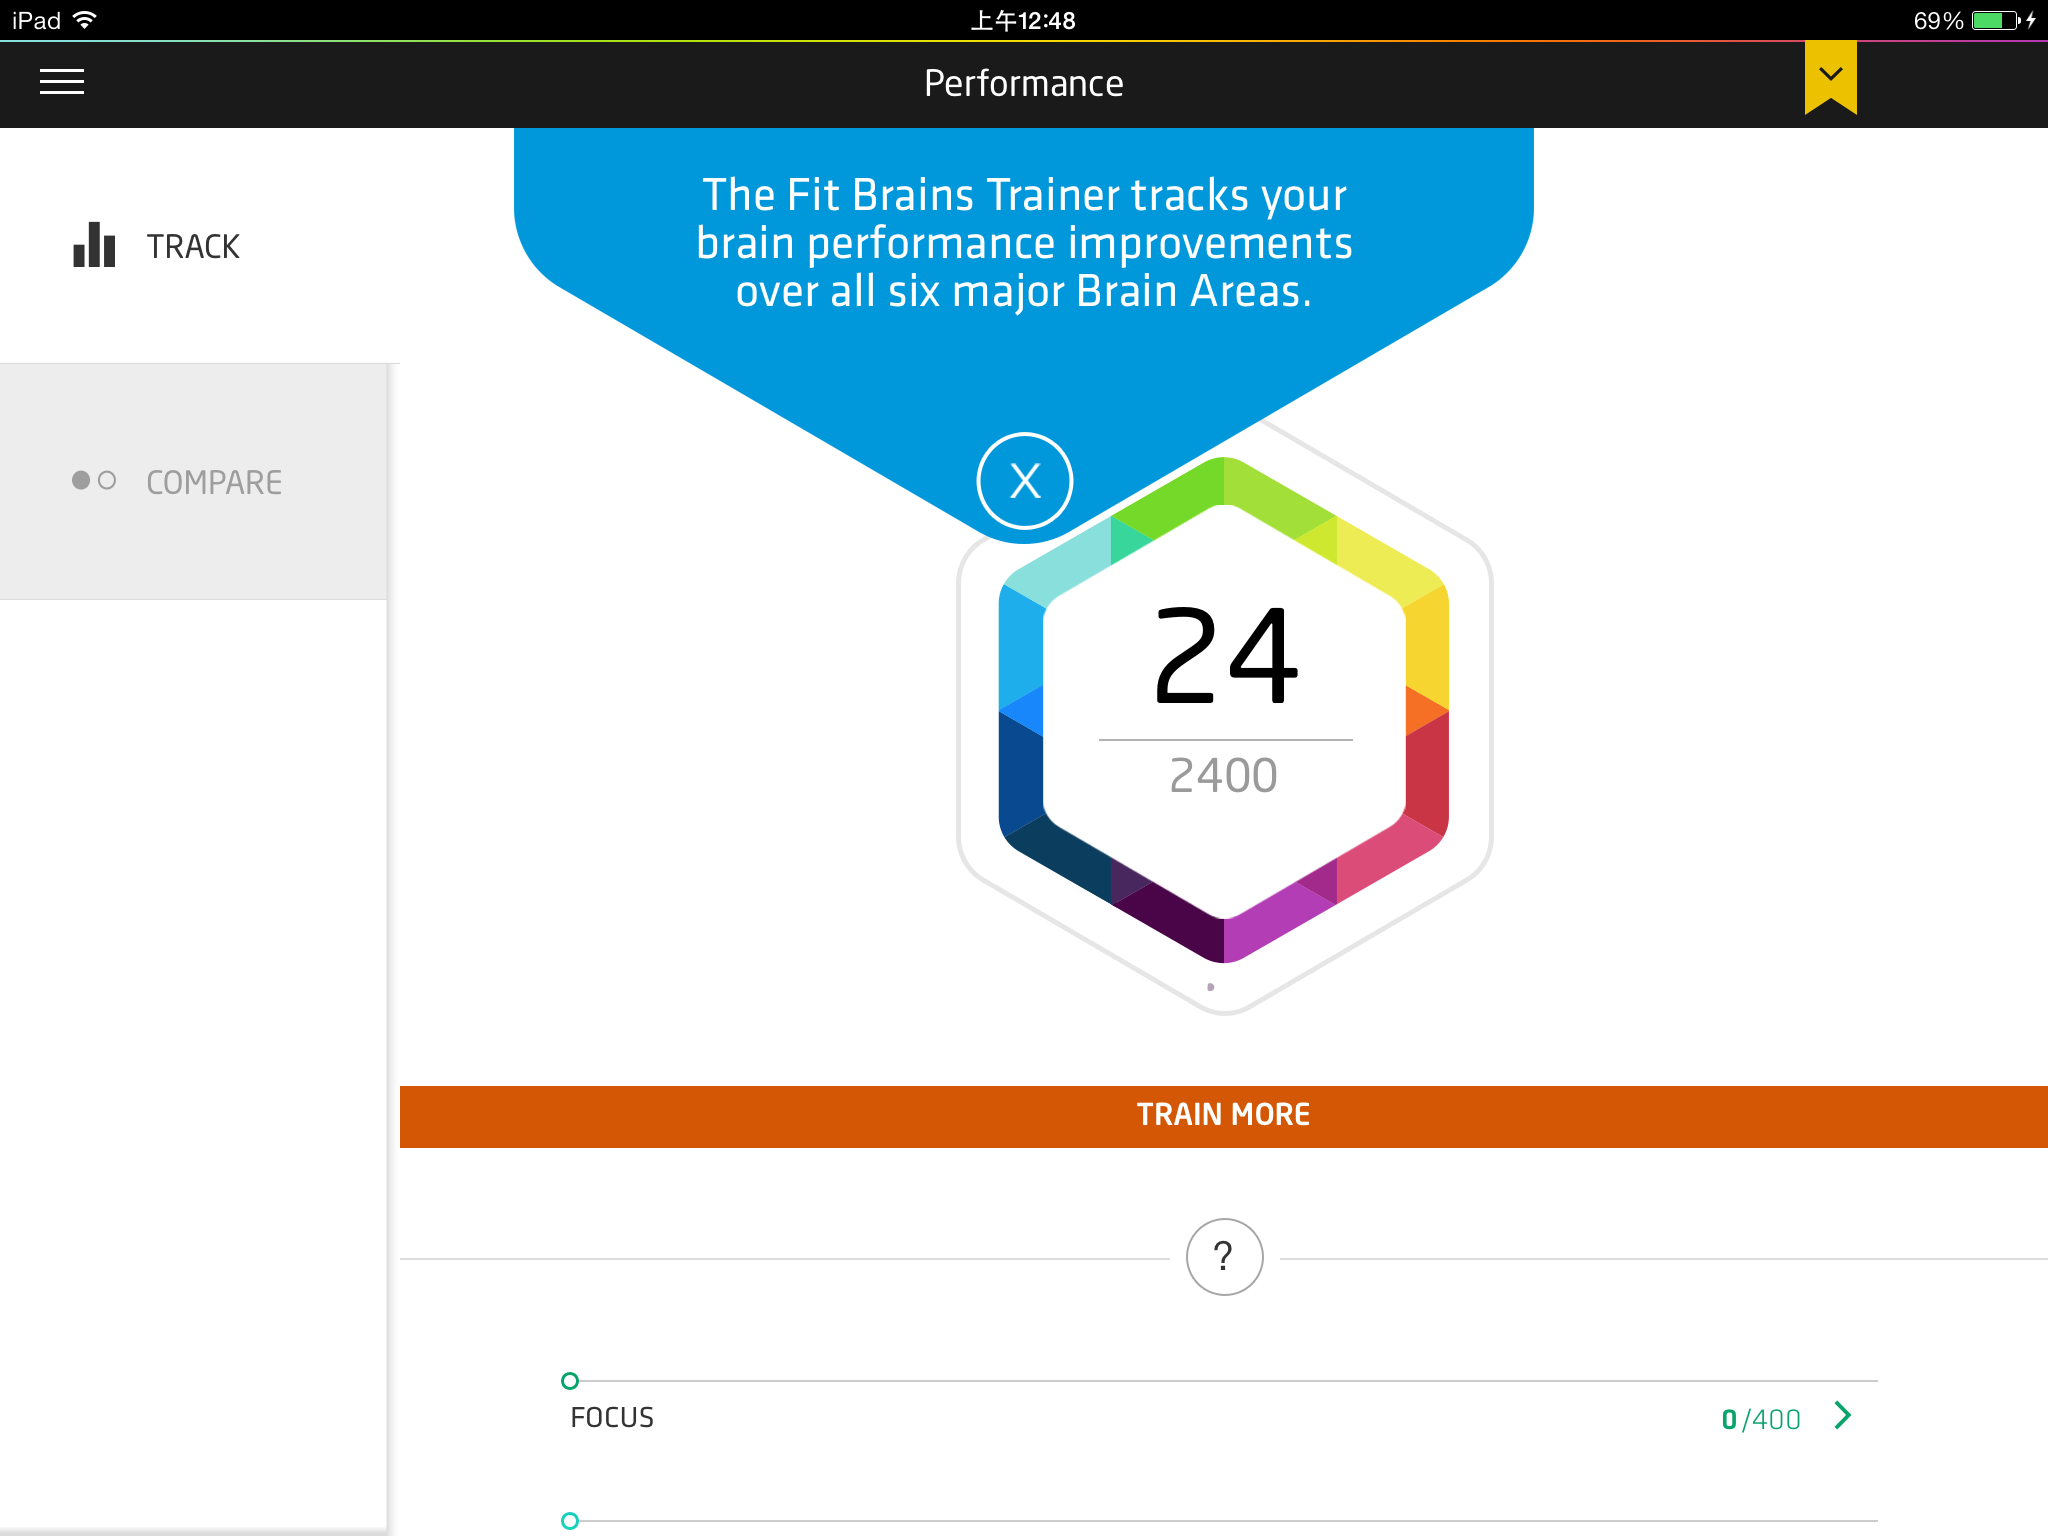 iPad
上午12:48
69%
Performance
The Fit Brains Trainer tracks your
brain performance improvements
over all six major Brain Areas.
X
TRACK
COMPARE
24
2400
TRAIN MORE
?
FOCUS
0/400